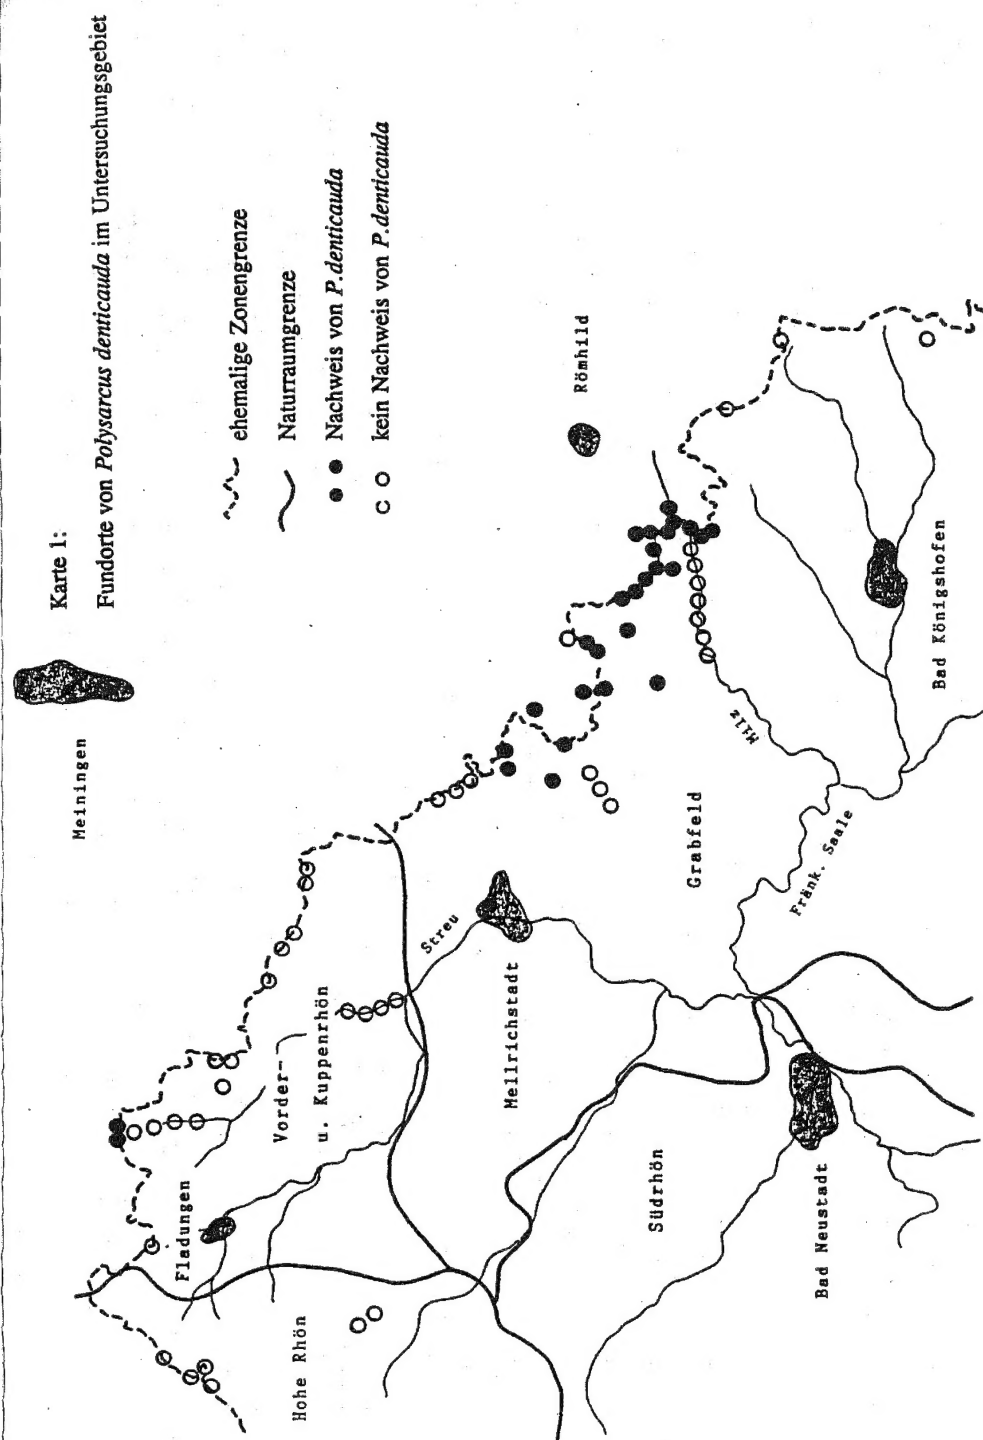 Karte 1:
Fundorte von Polysarcus denticauda im Untersuchungsgebiet
ehemalige Zonengrenze
Naturraumgrenze
Nachweis von P.denticauda
kein Nachweis von P.denticauda
Meiningen
Römhild
Fladungen
Vorder-
u. Kuppenrhön
Streu
Hohe Rhön
Mellrichstadt
Grabfeld
Milz
Bad Königshofen
Fränk. Saale
Südrhön
Bad Neustadt